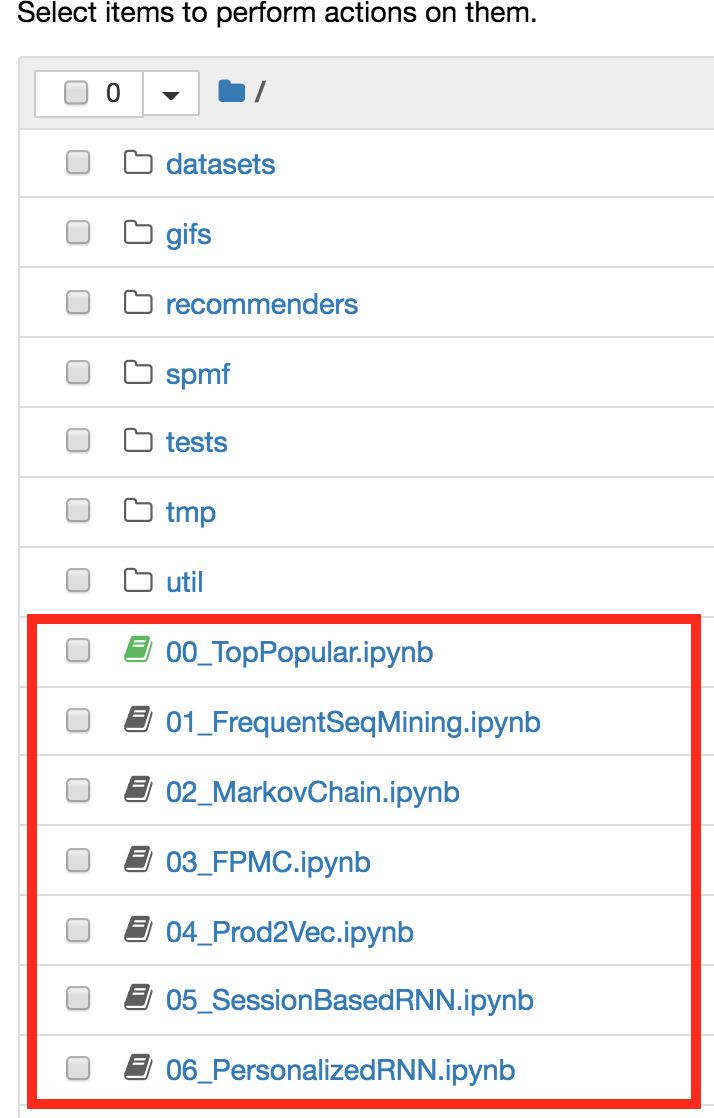 Select items to perform actions on them.
0 /
datasets
gifs
recommenders
spmf
tests
tmp
util
00_TopPopular.ipynb
01_FrequentSeqMining.ipynb
02_MarkovChain.ipynb
03_FPMC.ipynb
04_Prod2Vec.ipynb
05_SessionBasedRNN.ipynb
06_PersonalizedRNN.ipynb